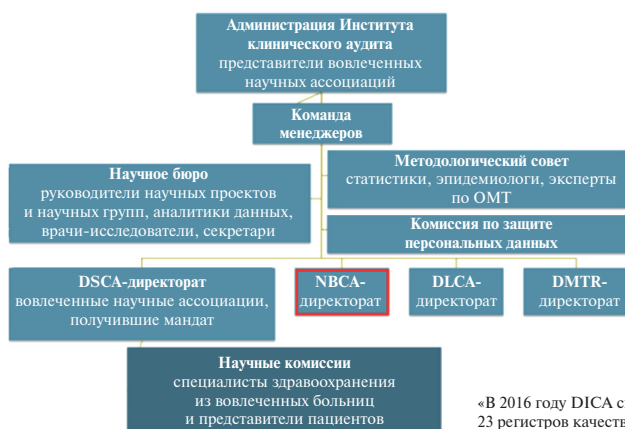 Администрация Института
клинического аудита
представители вовлеченных
научных ассоциаций
Команда
менеджеров
Научное бюро
руководители научных проектов
и научных групп, аналитики данных,
врачи-исследователи, секретари
Методологический совет
статистики, эпидемиологи, эксперты
по ОМТ
Комиссия по защите
персональных данных
DSCA-директорат
вовлеченные научные ассоциации,
получившие мандат
NBCA-
директорат
DLCA-
директорат
DMTR-
директорат
Научные комиссии
специалисты здравоохранения
из вовлеченных больниц
и представители пациентов
«В 2016 году DICA
23 регистров качеств